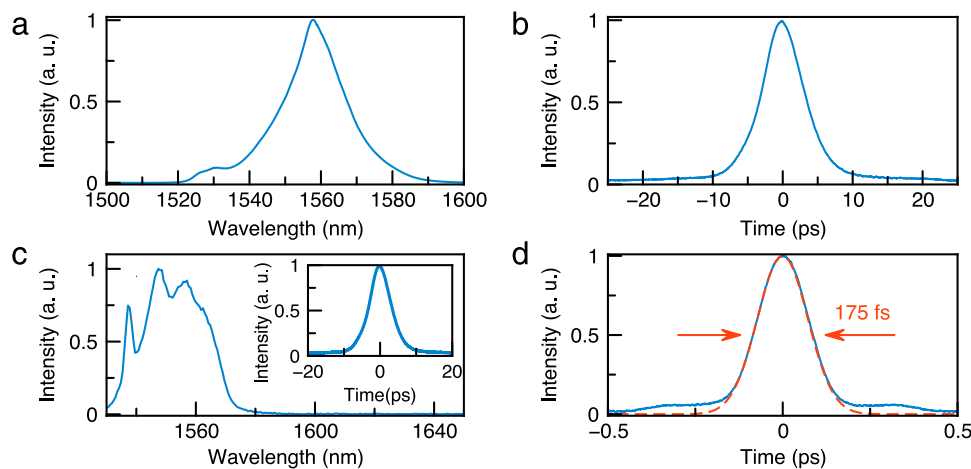 a
Intensity (a. u.)
1
0.5
0
1500 1520 1540 1560 1580 1600
Wavelength (nm)
b
Intensity (a. u.)
1
0.5
0
−20 −10 0 10 20
Time (ps)
c
Intensity (a. u.)
1
0.5
0
1560 1600 1640
Wavelength (nm)
Intensity (a. u.)
1
0.5
0
−20 0 20
Time(ps)
d
Intensity (a. u.)
1
0.5
0
175 fs
−0.5 0 0.5
Time (ps)